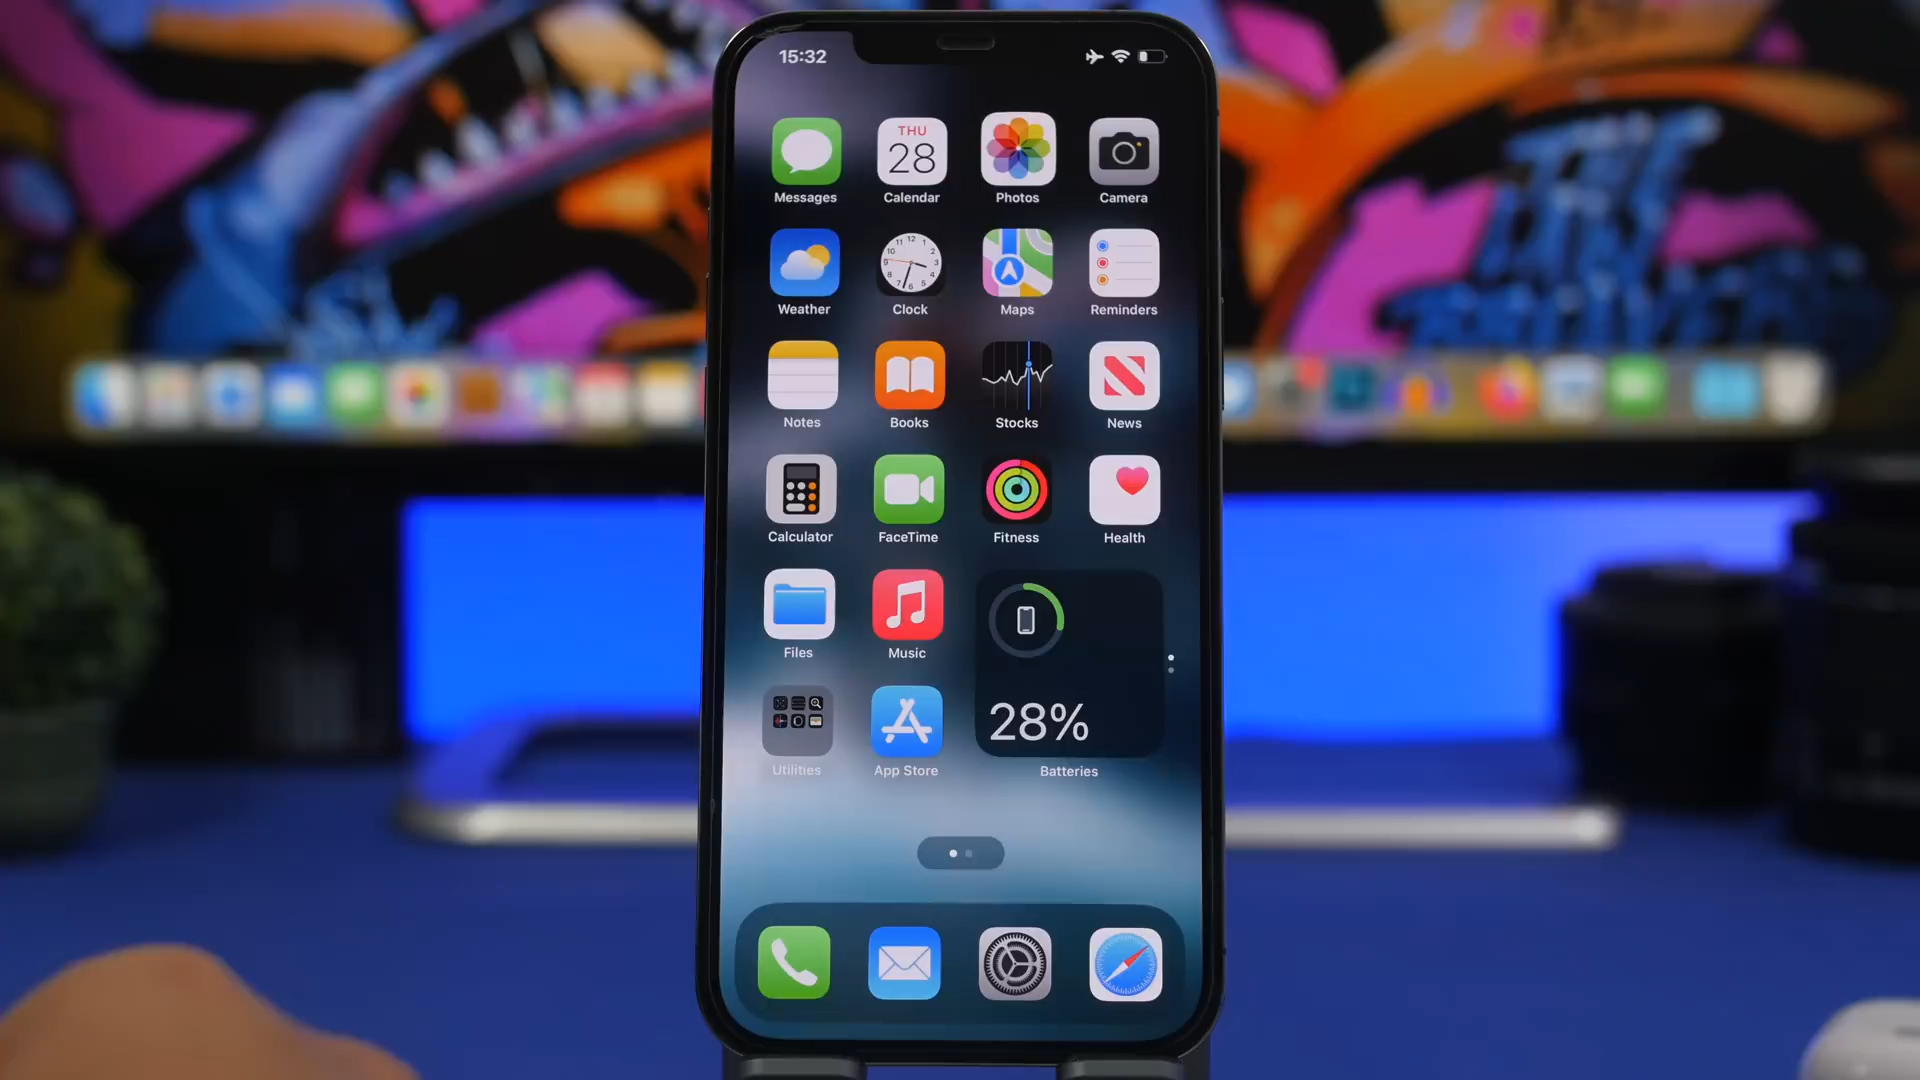 15:32
THU
28
Messages Calendar Photos Camera
Weather Clock Maps Reminders
Notes Books Stocks News
Calculator FaceTime Fitness Health
Files Music
28%
Utilities App Store Batteries